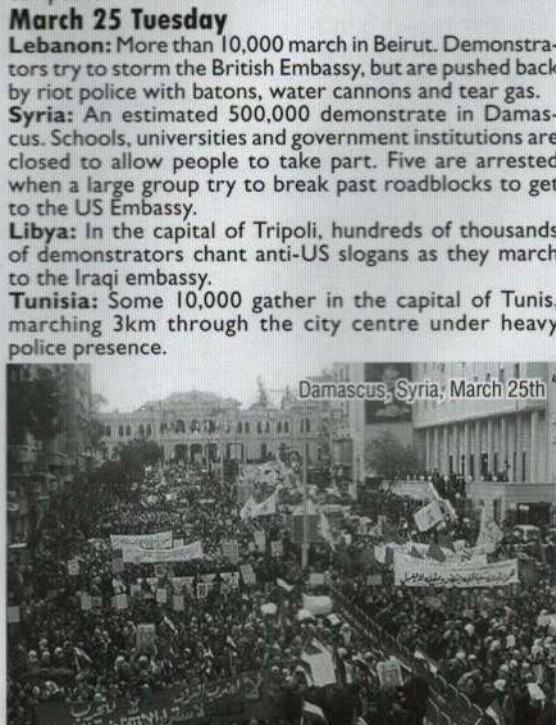 March 25 Tuesday
Lebanon: More than 10,000 march in Beirut. Demonstra-
tors try to storm the British Embassy, but are pushed back
by riot police with batons, water cannons and tear gas.
Syria: An estimated 500,000 demonstrate in Damas-
cus. Schools, universities and government institutions are
closed to allow people to take part. Five are arrested
when a large group try to break past roadblocks to get
to the US Embassy.
Libya: In the capital of Tripoli, hundreds of thousands
of demonstrators chant anti-US slogans as they march
to the Iraqi embassy.
Tunisia: Some 10,000 gather in the capital of Tunis,
marching 3km through the city centre under heavy
police presence.
Damascus, Syria, March 25th